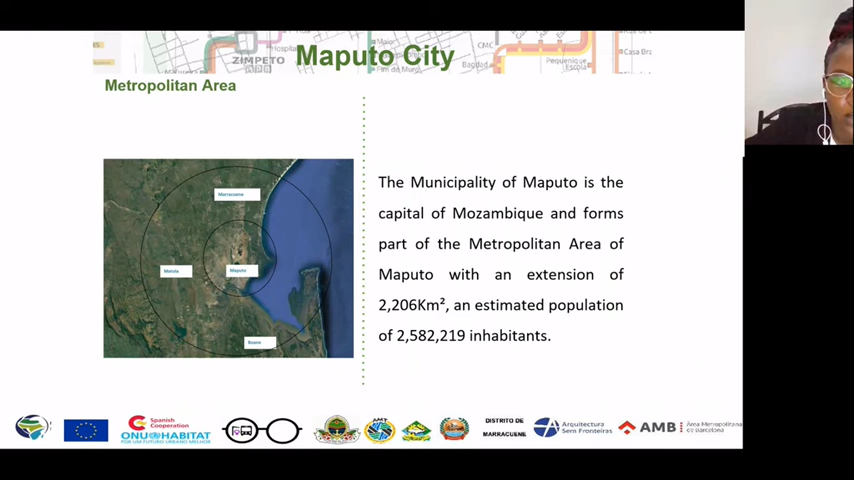 Maputo City
ZIMPETO
CMC
Bagdad
Pequenique
Escola
Casa Bra
Metropolitan Area
Marracuene
Matola
Maputo
Boane
The Municipality of Maputo is the
capital of Mozambique and forms
part of the Metropolitan Area of
Maputo with an extension of
2,206Km², an estimated population
of 2,582,219 inhabitants.
Spanish
Cooperation
ONU HABITAT
POR UM FUTURO URBANO MELHOR
AMT
DISTRITO DE
MARRACUENE
Arquitectura
Sem Fronteiras
AMB
Àrea Metropolitana
de Barcelona